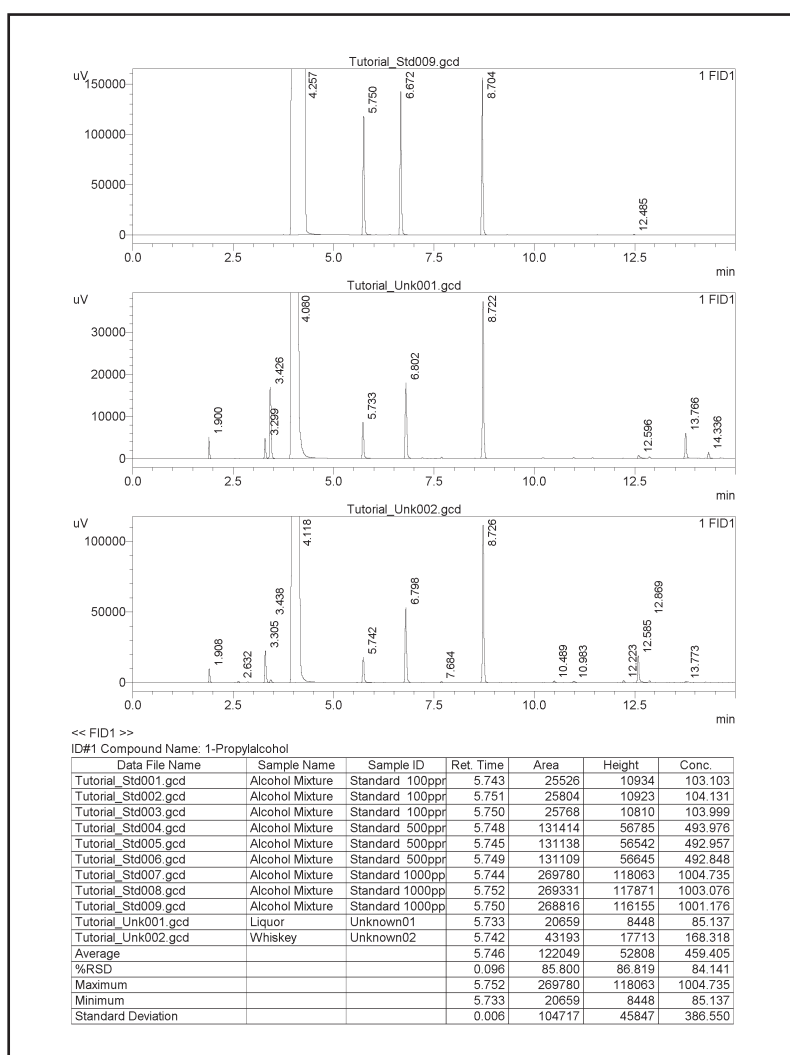 Tutorial_Std009.gcd
uV
1 FID1
150000
100000
50000
0
4.257
5.750
6.672
8.704
12.485
0.0 2.5 5.0 7.5 10.0 12.5
min
Tutorial_Unk001.gcd
uV
1 FID1
30000
20000
10000
0
1.900
3.299
3.426
4.080
5.733
6.802
8.722
12.596
13.766
14.336
0.0 2.5 5.0 7.5 10.0 12.5
min
Tutorial_Unk002.gcd
uV
1 FID1
100000
50000
0
1.908
2.632
3.305
3.438
4.118
5.742
6.798
7.684
8.726
10.489
10.983
12.223
12.585
12.869
13.773
0.0 2.5 5.0 7.5 10.0 12.5
min
<< FID1 >>
ID#1 Compound Name: 1-Propylalcohol
Data File Name Sample Name Sample ID Ret. Time Area Height Conc.
Tutorial_Std001.gcd Alcohol Mixture Standard 100ppr 5.743 25526 10934 103.103
Tutorial_Std002.gcd Alcohol Mixture Standard 100ppr 5.751 25804 10923 104.131
Tutorial_Std003.gcd Alcohol Mixture Standard 100ppr 5.750 25768 10810 103.999
Tutorial_Std004.gcd Alcohol Mixture Standard 500ppr 5.748 131414 56785 493.976
Tutorial_Std005.gcd Alcohol Mixture Standard 500ppr 5.745 131138 56542 492.957
Tutorial_Std006.gcd Alcohol Mixture Standard 500ppr 5.749 131109 56645 492.848
Tutorial_Std007.gcd Alcohol Mixture Standard 1000pp 5.744 269780 118063 1004.735
Tutorial_Std008.gcd Alcohol Mixture Standard 1000pp 5.752 269331 117871 1003.076
Tutorial_Std009.gcd Alcohol Mixture Standard 1000pp 5.750 268816 116155 1001.176
Tutorial_Unk001.gcd Liquor Unknown01 5.733 20659 8448 85.137
Tutorial_Unk002.gcd Whiskey Unknown02 5.742 43193 17713 168.318
Average 5.746 122049 52808 459.405
%RSD 0.096 85.800 86.819 84.141
Maximum 5.752 269780 118063 1004.735
Minimum 5.733 20659 8448 85.137
Standard Deviation 0.006 104717 45847 386.550